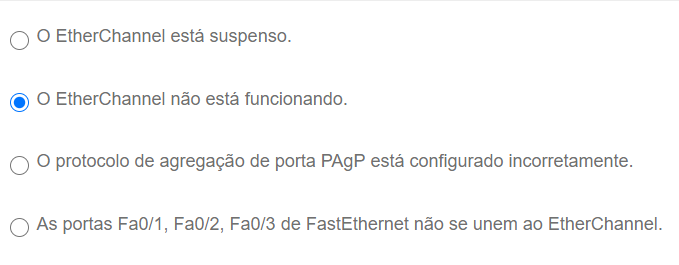 O EtherChannel está suspenso.
O EtherChannel não está funcionando.
O protocolo de agregação de porta PAgP está configurado incorretamente.
As portas Fa0/1, Fa0/2, Fa0/3 de FastEthernet não se unem ao EtherChannel.